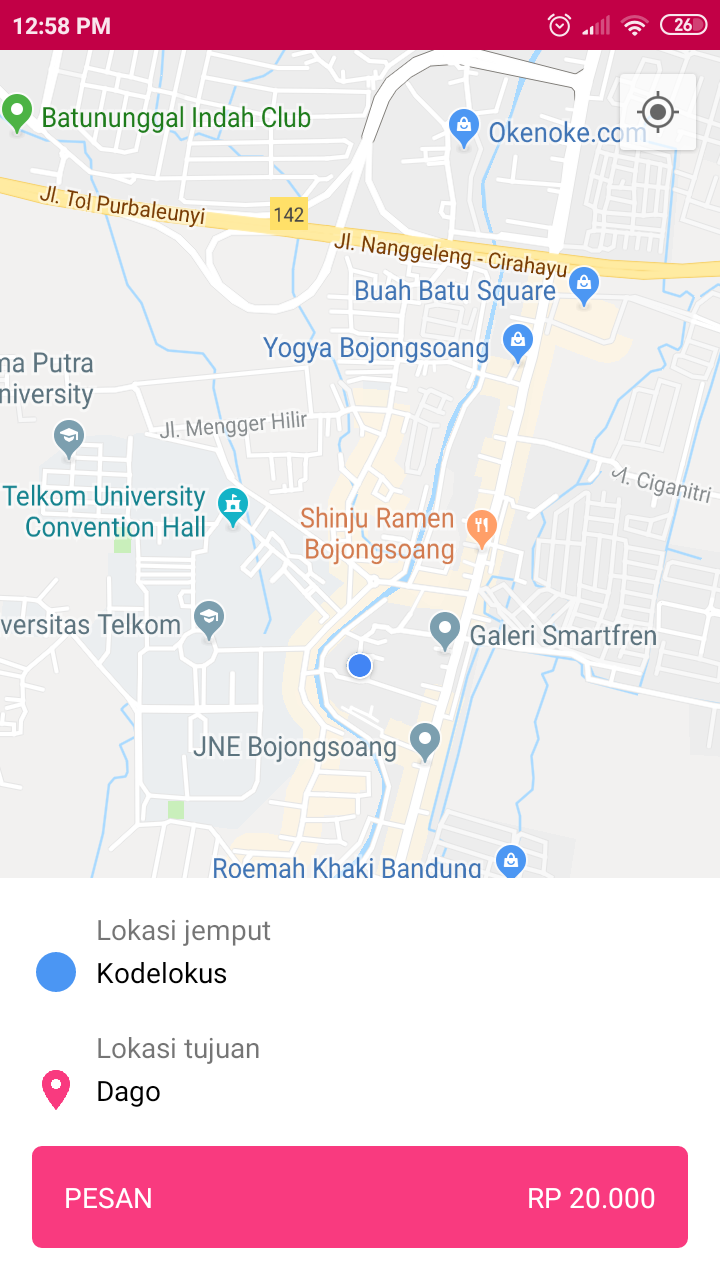 12:58 PM
26
Batununggal Indah Club
Okenoke.com
Jl. Tol Purbaleunyi
142
Jl. Nanggeleng - Cirahayu
Buah Batu Square
Yogya Bojongsoang
ma Putra
niversity
Jl. Mengger Hilir
Jl. Ciganitri
Telkom University
Convention Hall
Shinju Ramen
Bojongsoang
versitas Telkom
Galeri Smartfren
JNE Bojongsoang
Roemah Khaki Bandung
Lokasi jemput
Kodelokus
Lokasi tujuan
Dago
PESAN RP 20.000